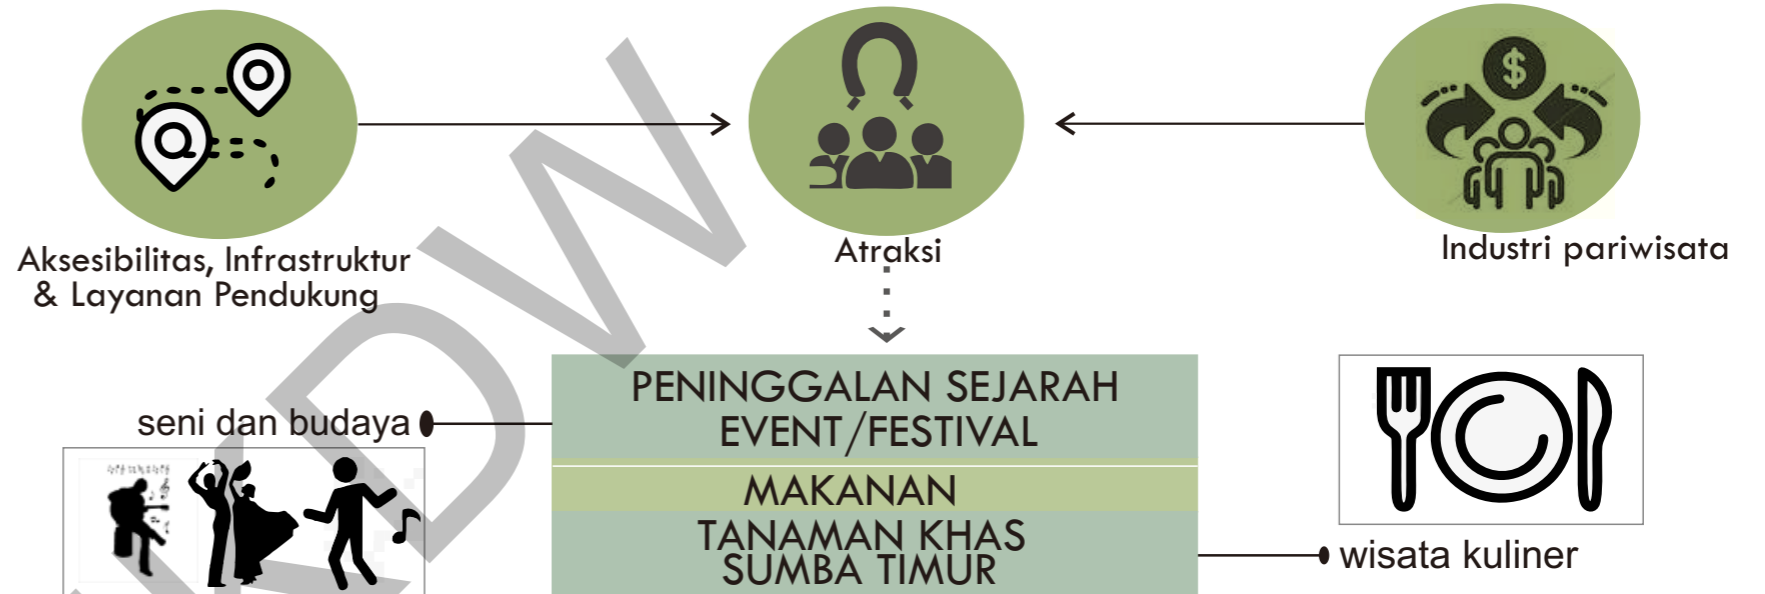 Aksesibilitas, Infrastruktur
& Layanan Pendukung
Atraksi
Industri pariwisata
$
seni dan budaya
PENINGGALAN SEJARAH
EVENT/FESTIVAL
MAKANAN
TANAMAN KHAS
SUMBA TIMUR
wisata kuliner
KDW